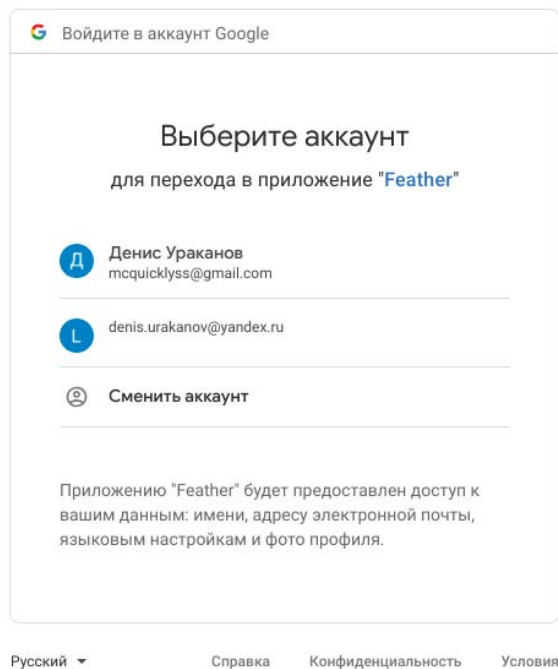 Войдите в аккаунт Google
Выберите аккаунт
для перехода в приложение "Feather"
Д
Денис Ураканов
mcquicklyss@gmail.com
L
denis.urakanov@yandex.ru
Сменить аккаунт
Приложению "Feather" будет предоставлен доступ к
вашим данным: имени, адресу электронной почты,
языковым настройкам и фото профиля.
Русский Справка Конфиденциальность Условия